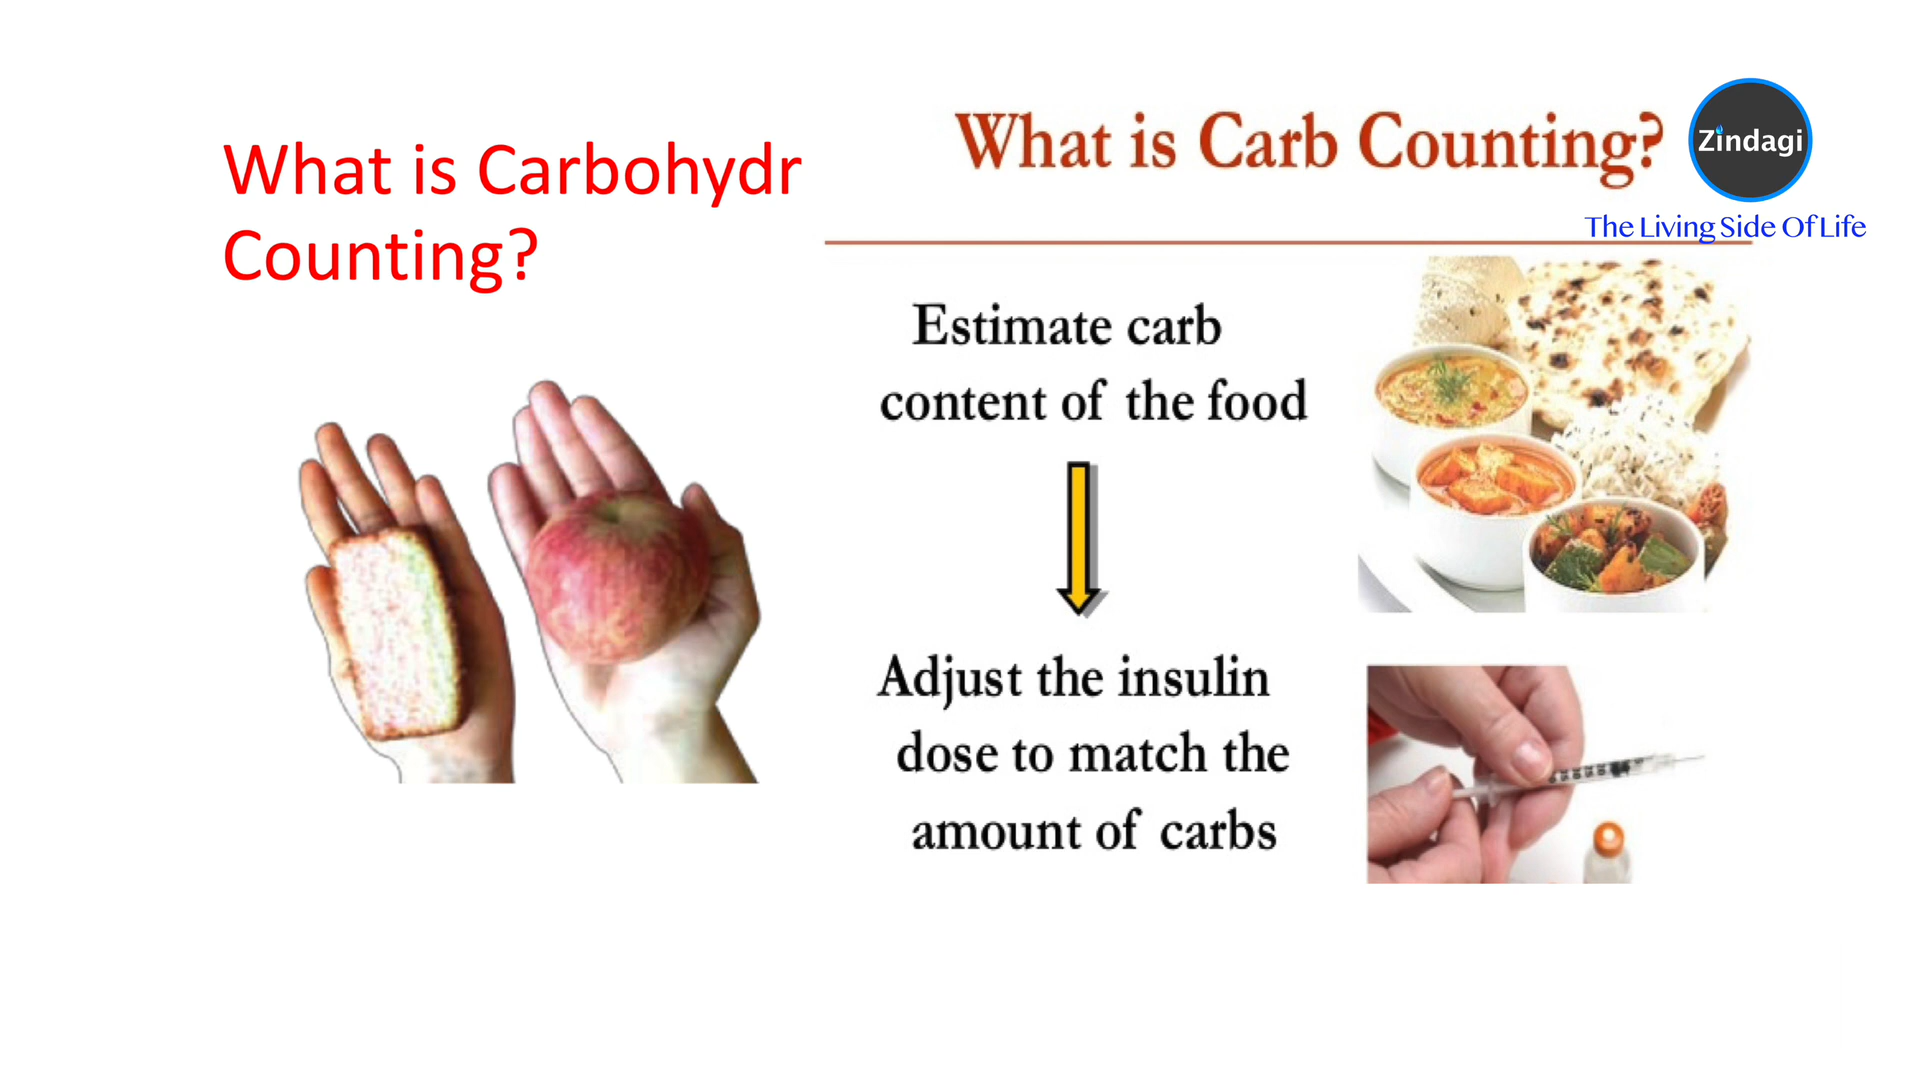 What is Carbohydr
Counting?
What is Carb Counting?
Zindagi
The Living Side Of Life
Estimate carb
content of the food
Adjust the insulin
dose to match the
amount of carbs